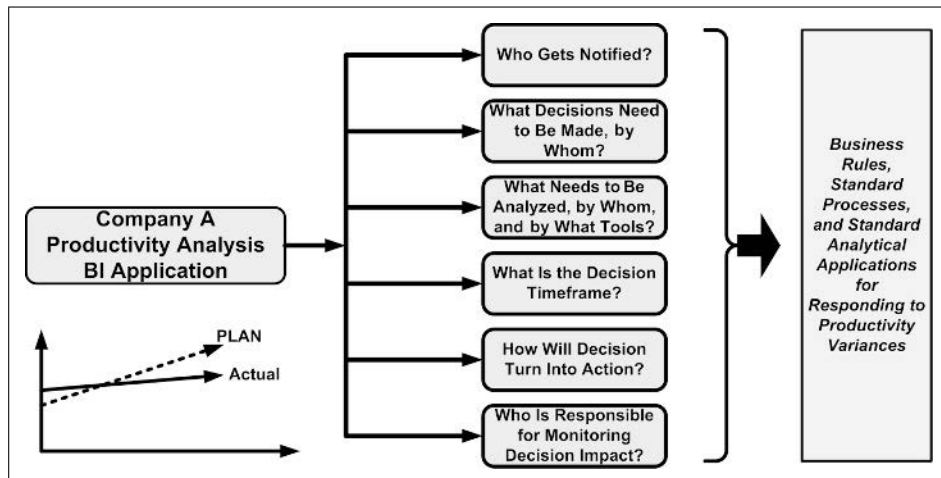 Company A
Productivity Analysis
BI Application
PLAN
Actual
Who Gets Notified?
What Decisions Need
to Be Made, by
Whom?
What Needs to Be
Analyzed, by Whom,
and by What Tools?
What Is the Decision
Timeframe?
How Will Decision
Turn Into Action?
Who Is Responsible
for Monitoring
Decision Impact?
Business
Rules,
Standard
Processes,
and Standard
Analytical
Applications
for
Responding to
Productivity
Variances